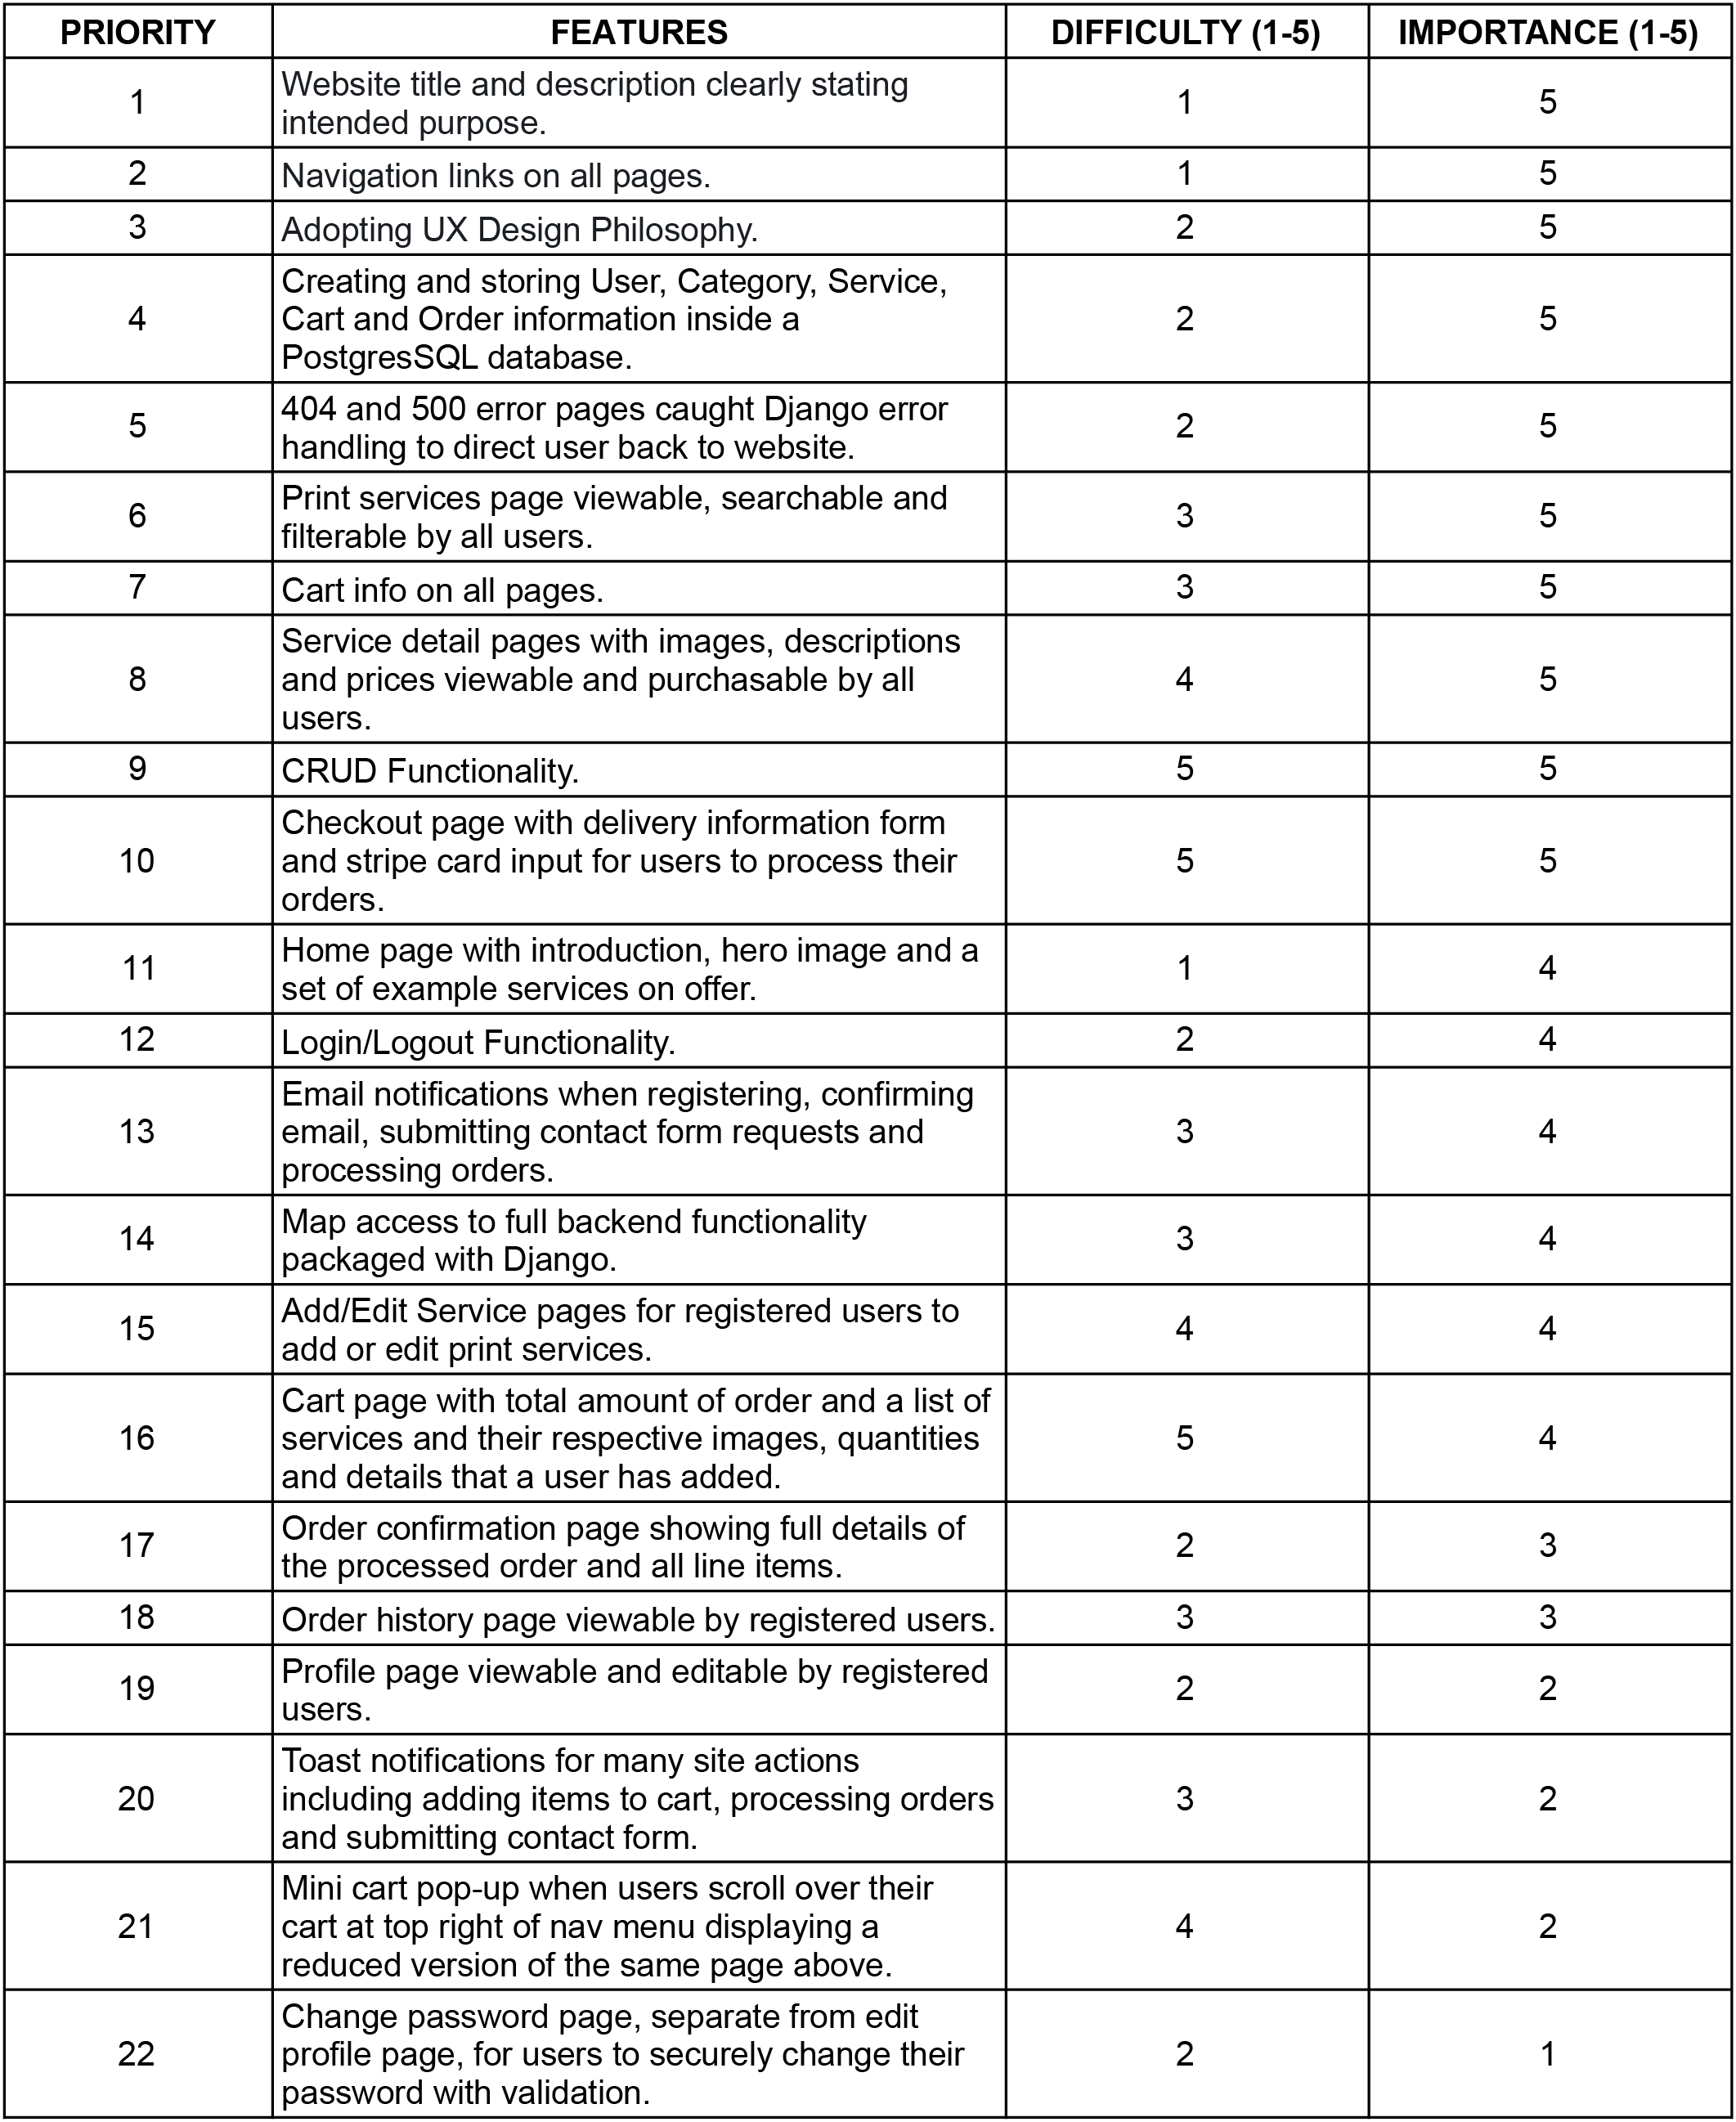 PRIORITY FEATURES DIFFICULTY (1-5) IMPORTANCE (1-5)
1 Website title and description clearly stating 1 5
intended purpose.
2 Navigation links on all pages. 1 5
3 Adopting UX Design Philosophy. 2 5
Creating and storing User, Category, Service,
4 Cart and Order information inside a 2 5
PostgresSQL database.
5 404 and 500 error pages caught Django error 2 5
handling to direct user back to website.
6 Print services page viewable, searchable and 3 5
filterable by all users.
7 Cart info on all pages. 3 5
Service detail pages with images, descriptions
8 and prices viewable and purchasable by all 4 5
users.
9 CRUD Functionality. 5 5
Checkout page with delivery information form
10 and stripe card input for users to process their 5 5
orders.
11 Home page with introduction, hero image and a 1 4
set of example services on offer.
12 Login/Logout Functionality. 2 4
Email notifications when registering, confirming
13 email, submitting contact form requests and 3 4
processing orders.
14 Map access to full backend functionality 3 4
packaged with Django.
15 Add/Edit Service pages for registered users to 4 4
add or edit print services.
Cart page with total amount of order and a list of
16 services and their respective images, quantities 5 4
and details that a user has added.
17 Order confirmation page showing full details of 2 3
the processed order and all line items.
18 Order history page viewable by registered users. 3 3
19 Profile page viewable and editable by registered 2 2
users.
Toast notifications for many site actions
20 including adding items to cart, processing orders 3 2
and submitting contact form.
Mini cart pop-up when users scroll over their
21 cart at top right of nav menu displaying a 4 2
reduced version of the same page above.
Change password page, separate from edit
22 profile page, for users to securely change their 2 1
password with validation.